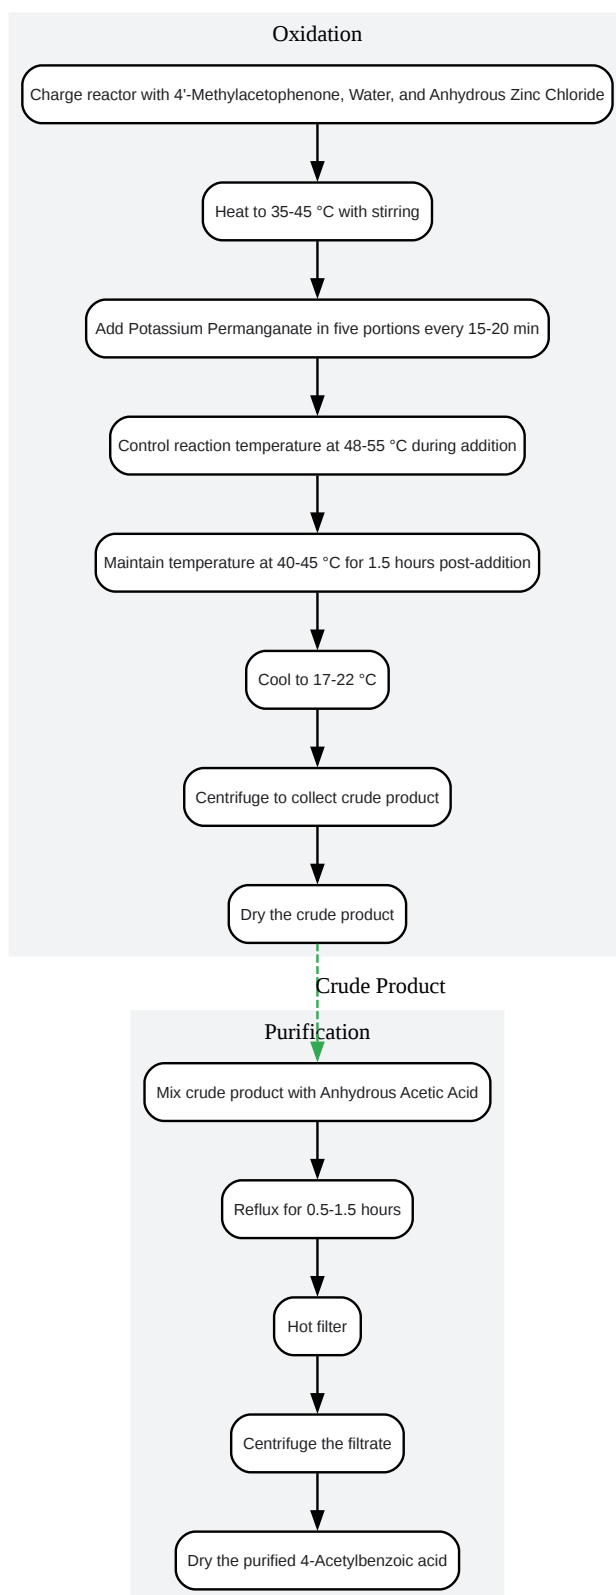 Oxidation
Charge reactor with 4'-Methylacetophenone, Water, and Anhydrous Zinc Chloride
Heat to 35-45 °C with stirring
Add Potassium Permanganate in five portions every 15-20 min
Control reaction temperature at 48-55 °C during addition
Maintain temperature at 40-45 °C for 1.5 hours post-addition
Cool to 17-22 °C
Centrifuge to collect crude product
Dry the crude product
Crude Product
Purification
Mix crude product with Anhydrous Acetic Acid
Reflux for 0.5-1.5 hours
Hot filter
Centrifuge the filtrate
Dry the purified 4-Acetylbenzoic acid